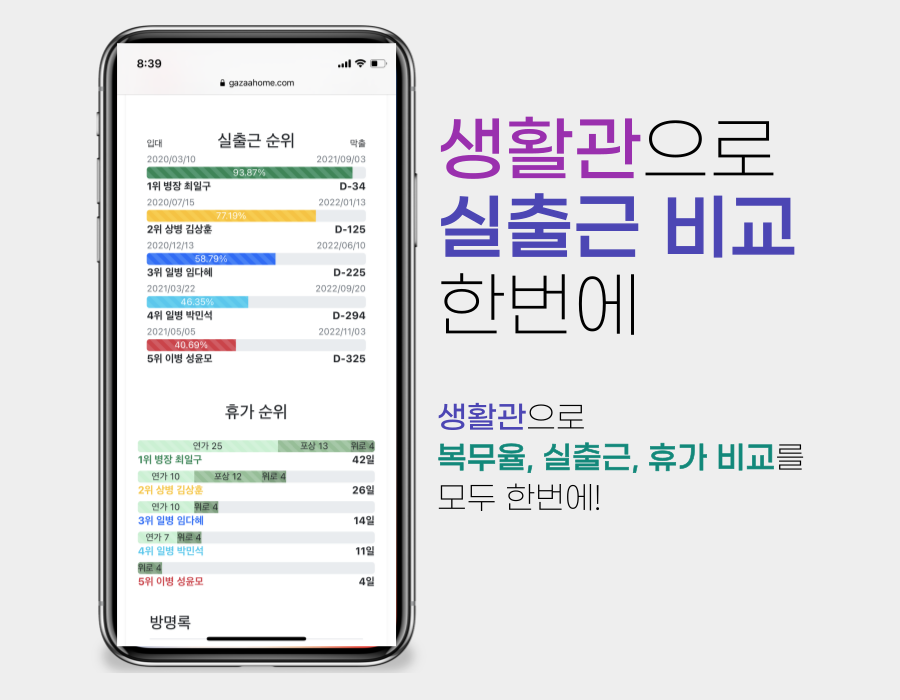 8:39
gazaahome.com
입대 실출근 순위 막출
2020/03/10 2021/09/03
93.87%
1위 병장 최일구 D-34
2020/07/15 2022/01/13
77.19%
2위 상병 김상훈 D-125
2020/12/13 2022/06/10
58.79%
3위 일병 임다혜 D-225
2021/03/22 2022/09/20
46.35%
4위 일병 박민석 D-294
2021/05/05 2022/11/03
40.69%
5위 이병 성윤모 D-325
휴가 순위
연가 25 포상 13 위로 4
1위 병장 최일구 42일
연가 10 포상 12 위로 4
2위 상병 김상훈 26일
연가 10 위로 4
3위 일병 임다혜 14일
연가 7 위로 4
4위 일병 박민석 11일
위로 4
5위 이병 성윤모 4일
방명록
생활관으로
실출근 비교
한번에
생활관으로
복무율, 실출근, 휴가 비교를
모두 한번에!